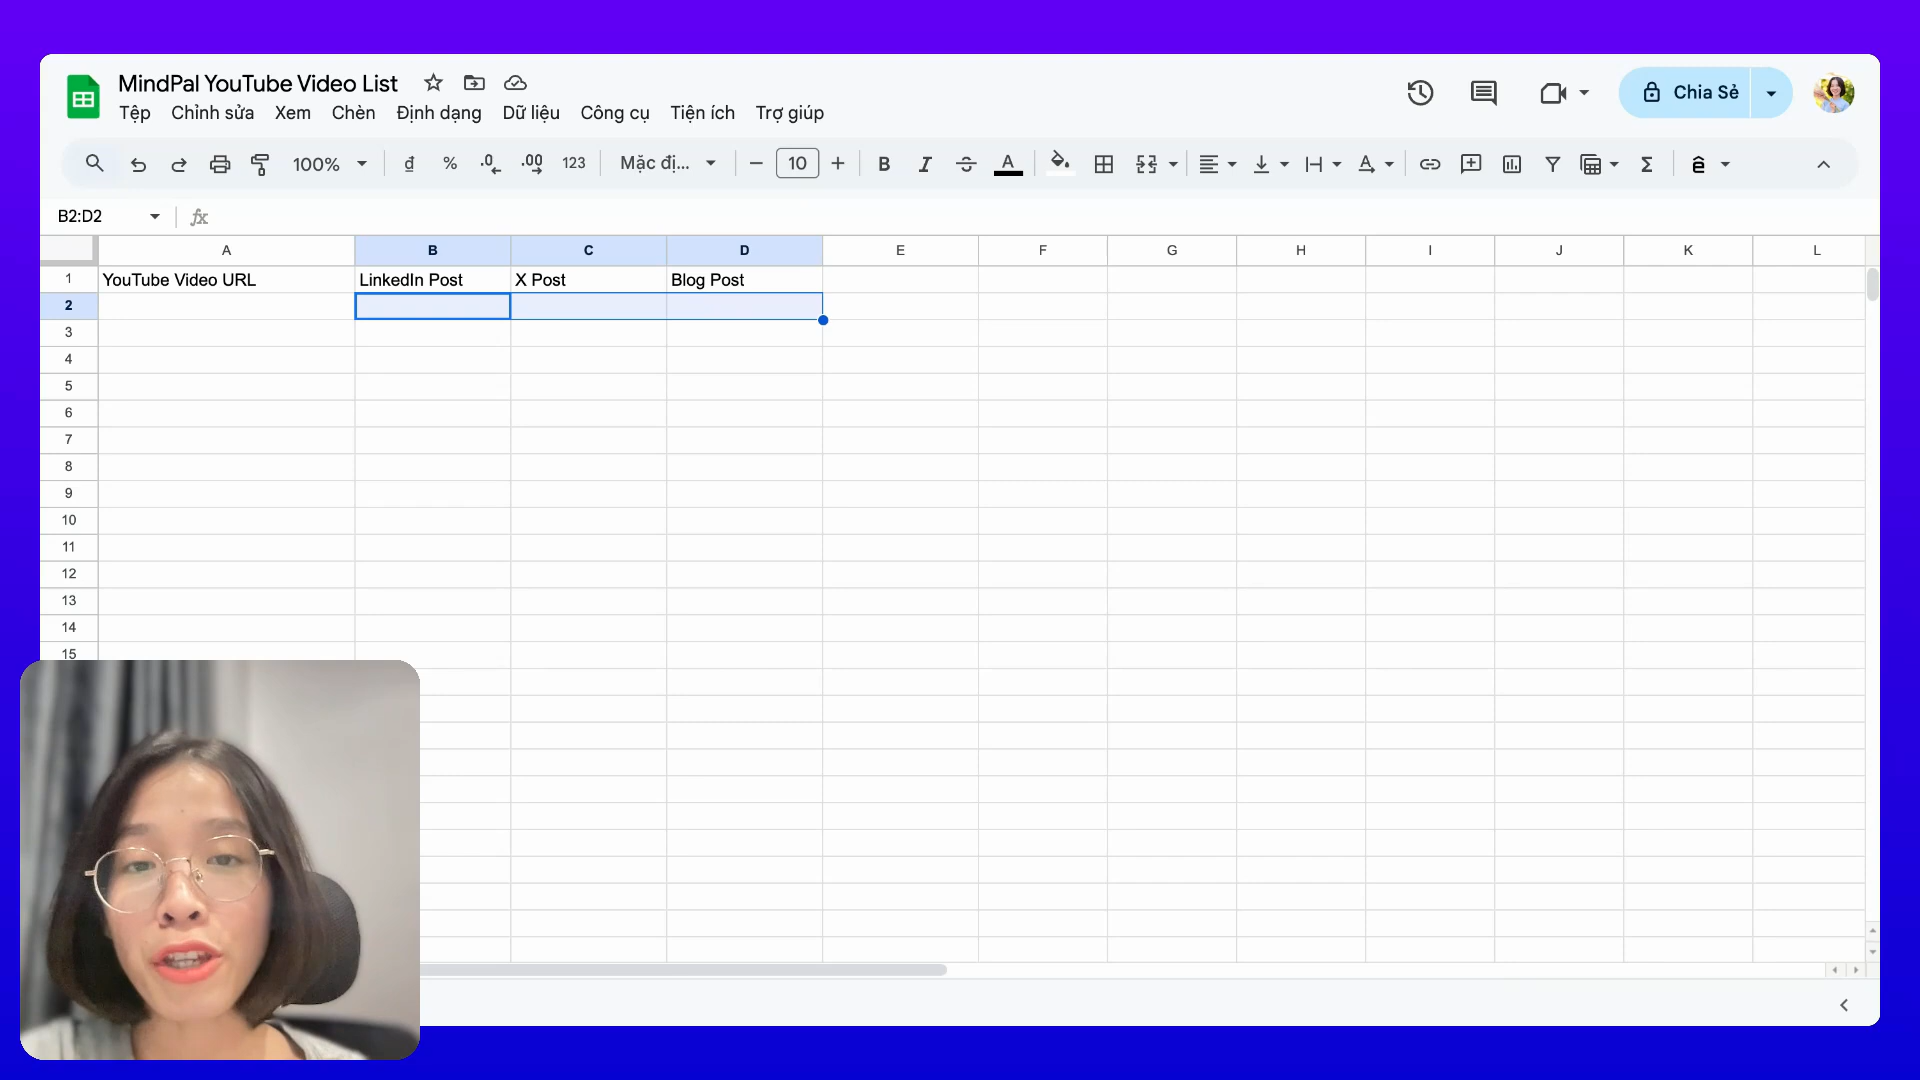 MindPal YouTube Video List
Tệp Chỉnh sửa Xem Chèn Định dạng Dữ liệu Công cụ Tiện ích Trợ giúp
Chia Sẻ
100% đ % .0 .00 123 Mặc đị... 10 B I A ê
B2:D2 fx
A B C D E F G H I J K L
1 YouTube Video URL LinkedIn Post X Post Blog Post
2
3
4
5
6
7
8
9
10
11
12
13
14
15